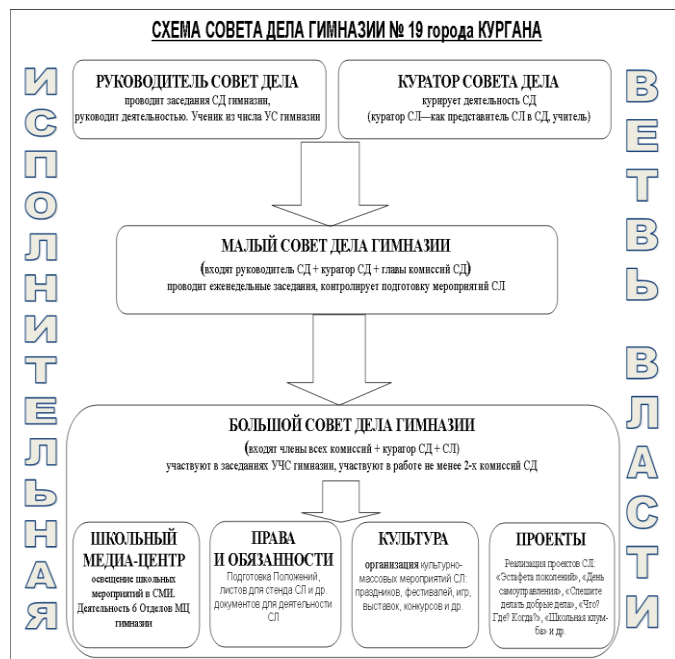 СХЕМА СОВЕТА ДЕЛА ГИМНАЗИИ № 19 города КУРГАНА
ИСПОЛНИТЕЛЬНАЯ
ВЕТВЬ ВЛАСТИ
РУКОВОДИТЕЛЬ СОВЕТ ДЕЛА
проводит заседания СД гимназии,
руководит деятельностью. Ученик из числа УС гимназии
КУРАТОР СОВЕТА ДЕЛА
курирует деятельность СД
(куратор СЛ—как представитель СЛ в СД, учитель)
МАЛЫЙ СОВЕТ ДЕЛА ГИМНАЗИИ
(входят руководитель СД + куратор СД + главы комиссий СД)
проводит еженедельные заседания, контролирует подготовку мероприятий СЛ
БОЛЬШОЙ СОВЕТ ДЕЛА ГИМНАЗИИ
(входят члены всех комиссий + куратор СД + СЛ)
участвуют в заседаниях УЧС гимназии, участвуют в работе не менее 2-х комиссий СД
ШКОЛЬНЫЙ
МЕДИА-ЦЕНТР
освещение школьных
мероприятий в СМИ.
Деятельность 6 Отделов МЦ
гимназии
ПРАВА
И ОБЯЗАННОСТИ
Подготовка Положений,
листов для стенда СЛ и др.
документов для деятельности
СЛ
КУЛЬТУРА
организация культурно-
массовых мероприятий СЛ:
праздников, фестивалей, игр,
выставок, конкурсов и др.
ПРОЕКТЫ
Реализация проектов СЛ:
«Эстафета поколений», «День
самоуправления», «Спешите
делать добрые дела», «Что?
Где? Когда?», «Школьная клум-
ба» и др.